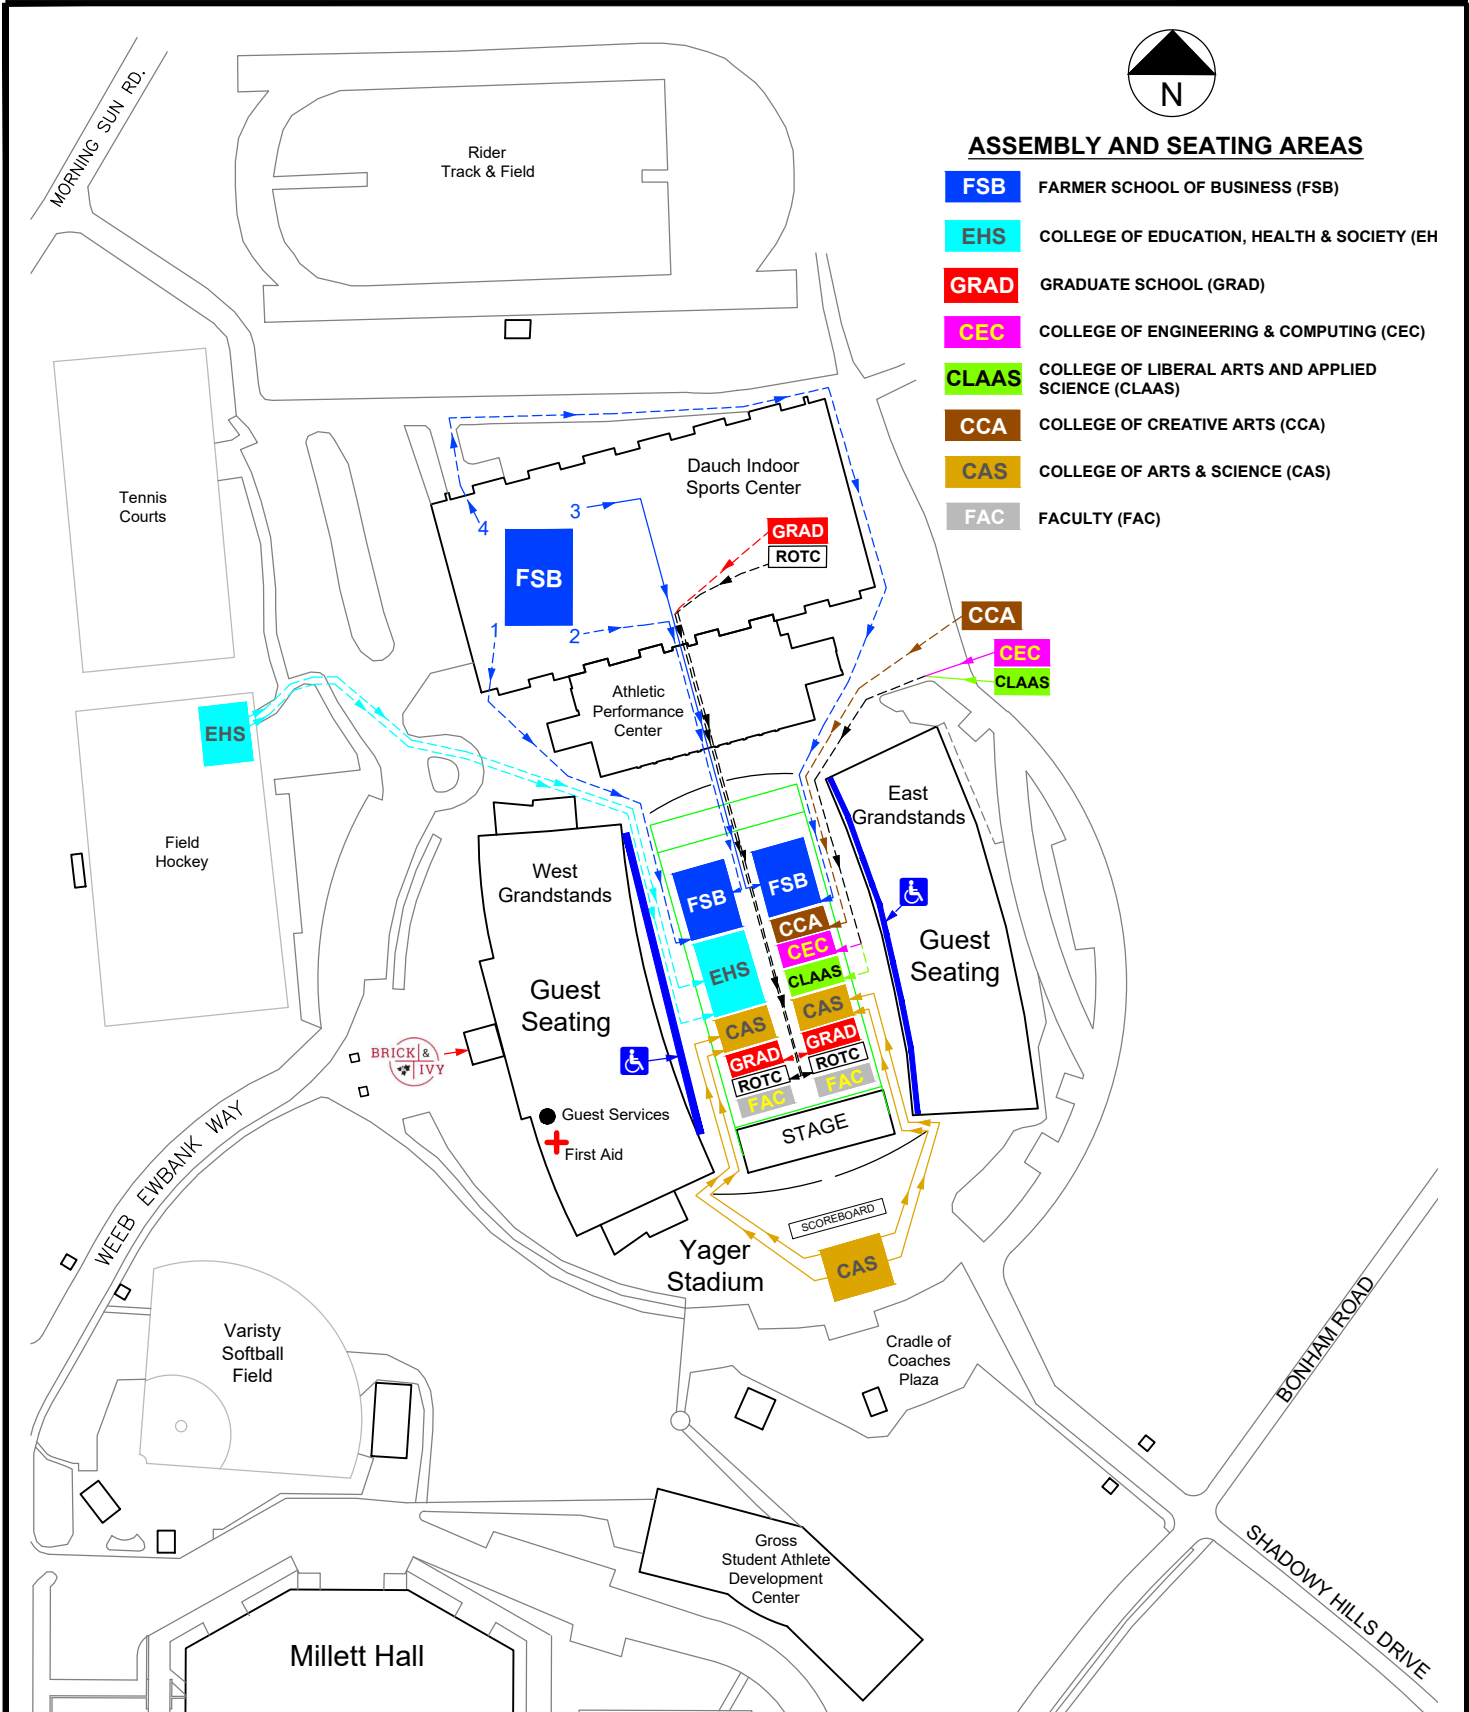 N
ASSEMBLY AND SEATING AREAS
FSB FARMER SCHOOL OF BUSINESS (FSB)
EHS COLLEGE OF EDUCATION, HEALTH & SOCIETY (EH
GRAD GRADUATE SCHOOL (GRAD)
CEC COLLEGE OF ENGINEERING & COMPUTING (CEC)
CLAAS COLLEGE OF LIBERAL ARTS AND APPLIED
SCIENCE (CLAAS)
CCA COLLEGE OF CREATIVE ARTS (CCA)
CAS COLLEGE OF ARTS & SCIENCE (CAS)
FAC FACULTY (FAC)
MORNING SUN RD.
Rider
Track & Field
Tennis
Courts
Dauch Indoor
Sports Center
4
3
FSB
1
2
GRAD
ROTC
CCA
CEC
CLAAS
Athletic
Performance
Center
EHS
Field
Hockey
West
Grandstands
East
Grandstands
Guest
Seating
Guest
Seating
FSB
FSB
CCA
CEC
EHS
CLAAS
CAS
CAS
GRAD
GRAD
ROTC
ROTC
FAC
FAC
STAGE
BRICK &
IVY
Guest Services
First Aid
SCOREBOARD
CAS
Yager
Stadium
WEEB EWBANK WAY
Varisty
Softball
Field
Cradle of
Coaches
Plaza
BONHAM ROAD
SHADOWY HILLS DRIVE
Gross
Student Athlete
Development
Center
Millett Hall